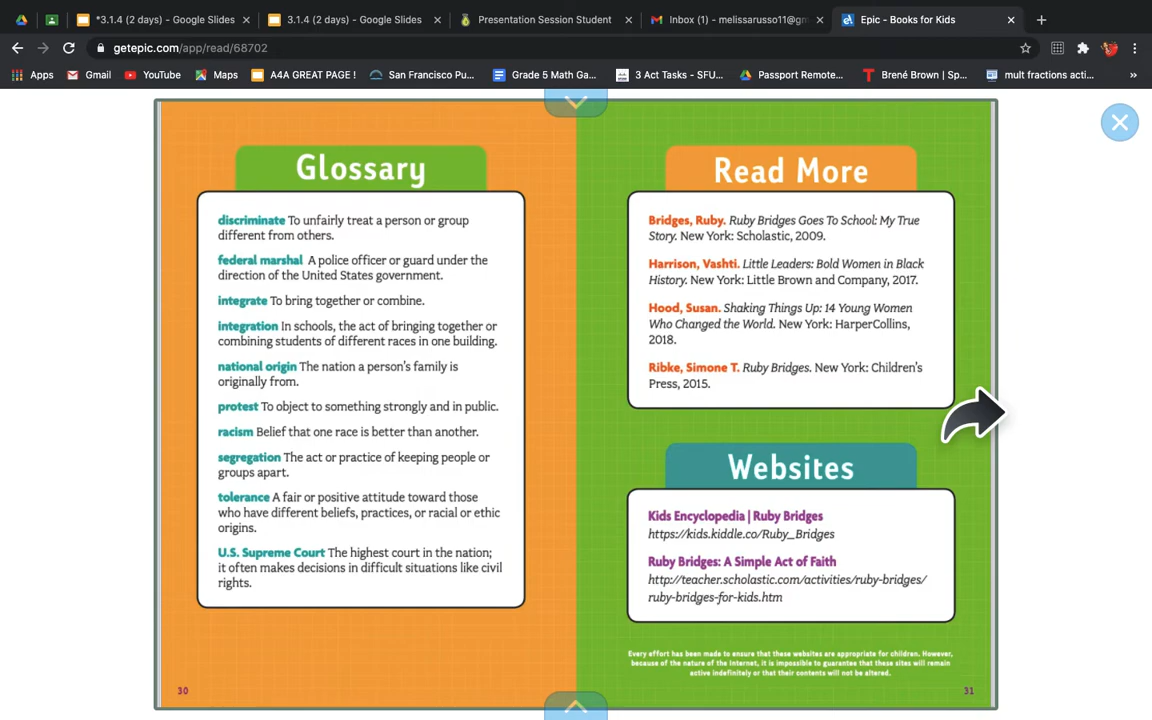 *3.1.4 (2 days) - Google Slides
3.1.4 (2 days) - Google Slides
Presentation Session Student
Inbox (1) - melissarusso11@gm
Epic - Books for Kids
getepic.com/app/read/68702
Apps
Gmail
YouTube
Maps
A4A GREAT PAGE !
San Francisco Pu...
Grade 5 Math Ga...
3 Act Tasks - SFU...
Passport Remote...
Brené Brown | Sp...
mult fractions acti...
»
Glossary
discriminate To unfairly treat a person or group
different from others.
federal marshal A police officer or guard under the
direction of the United States government.
integrate To bring together or combine.
integration In schools, the act of bringing together or
combining students of different races in one building.
national origin The nation a person's family is
originally from.
protest To object to something strongly and in public.
racism Belief that one race is better than another.
segregation The act or practice of keeping people or
groups apart.
tolerance A fair or positive attitude toward those
who have different beliefs, practices, or racial or ethic
origins.
U.S. Supreme Court The highest court in the nation;
it often makes decisions in difficult situations like civil
rights.
30
Read More
Bridges, Ruby. Ruby Bridges Goes To School: My True
Story. New York: Scholastic, 2009.
Harrison, Vashti. Little Leaders: Bold Women in Black
History. New York: Little Brown and Company, 2017.
Hood, Susan. Shaking Things Up: 14 Young Women
Who Changed the World. New York: HarperCollins,
2018.
Ribke, Simone T. Ruby Bridges. New York: Children's
Press, 2015.
Websites
Kids Encyclopedia | Ruby Bridges
https://kids.kiddle.co/Ruby_Bridges
Ruby Bridges: A Simple Act of Faith
http://teacher.scholastic.com/activities/ruby-bridges/
ruby-bridges-for-kids.htm
Every effort has been made to ensure that these websites are appropriate for children. However,
because of the nature of the Internet, it is impossible to guarantee that these sites will remain
active indefinitely or that their contents will not be altered.
31